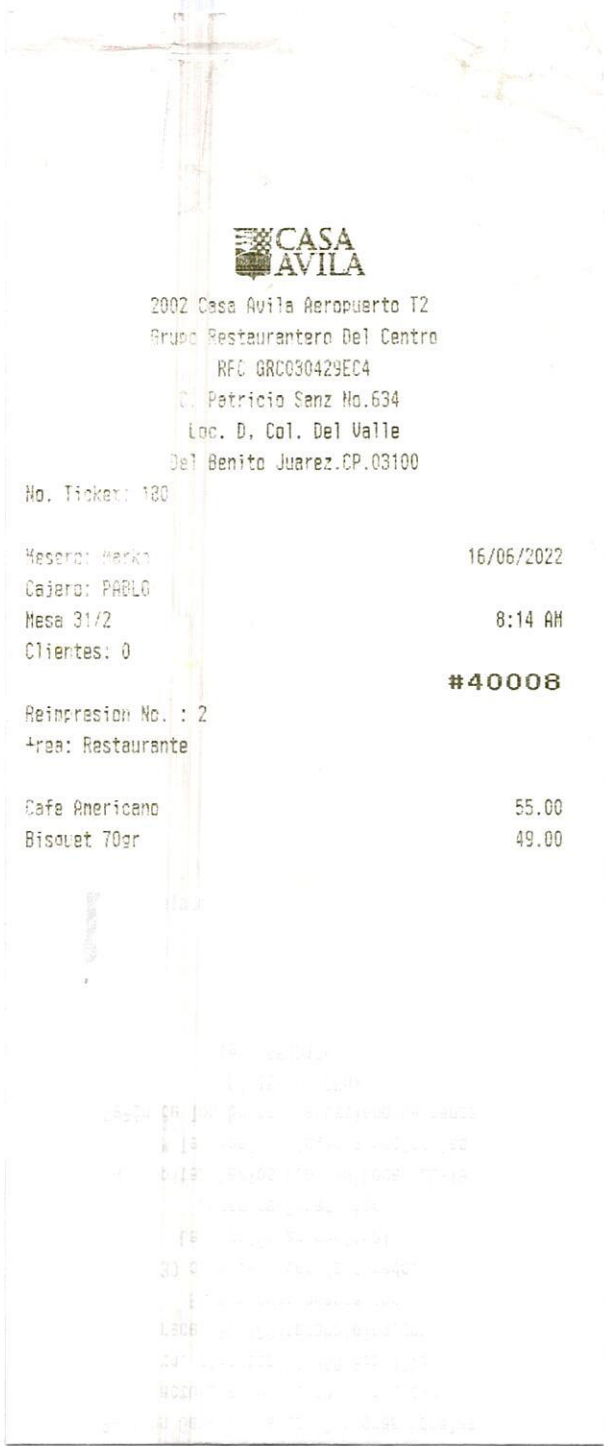 CASA
AVILA
2002 Casa Avila Aeropuerto T2
Grupo Restaurantero Del Centro
RFC GRC030429EC4
C. Patricio Sanz No.634
Loc. D, Col. Del Valle
Del Benito Juarez.CP.03100
No. Ticket: 180
Mesero: 16/06/2022
Cajero: PABLO
Mesa 31/2 8:14 AM
Clientes: 0
#40008
Reimpresion No. : 2
Area: Restaurante
Cafe Americano 55.00
Bisquet 70gr 49.00